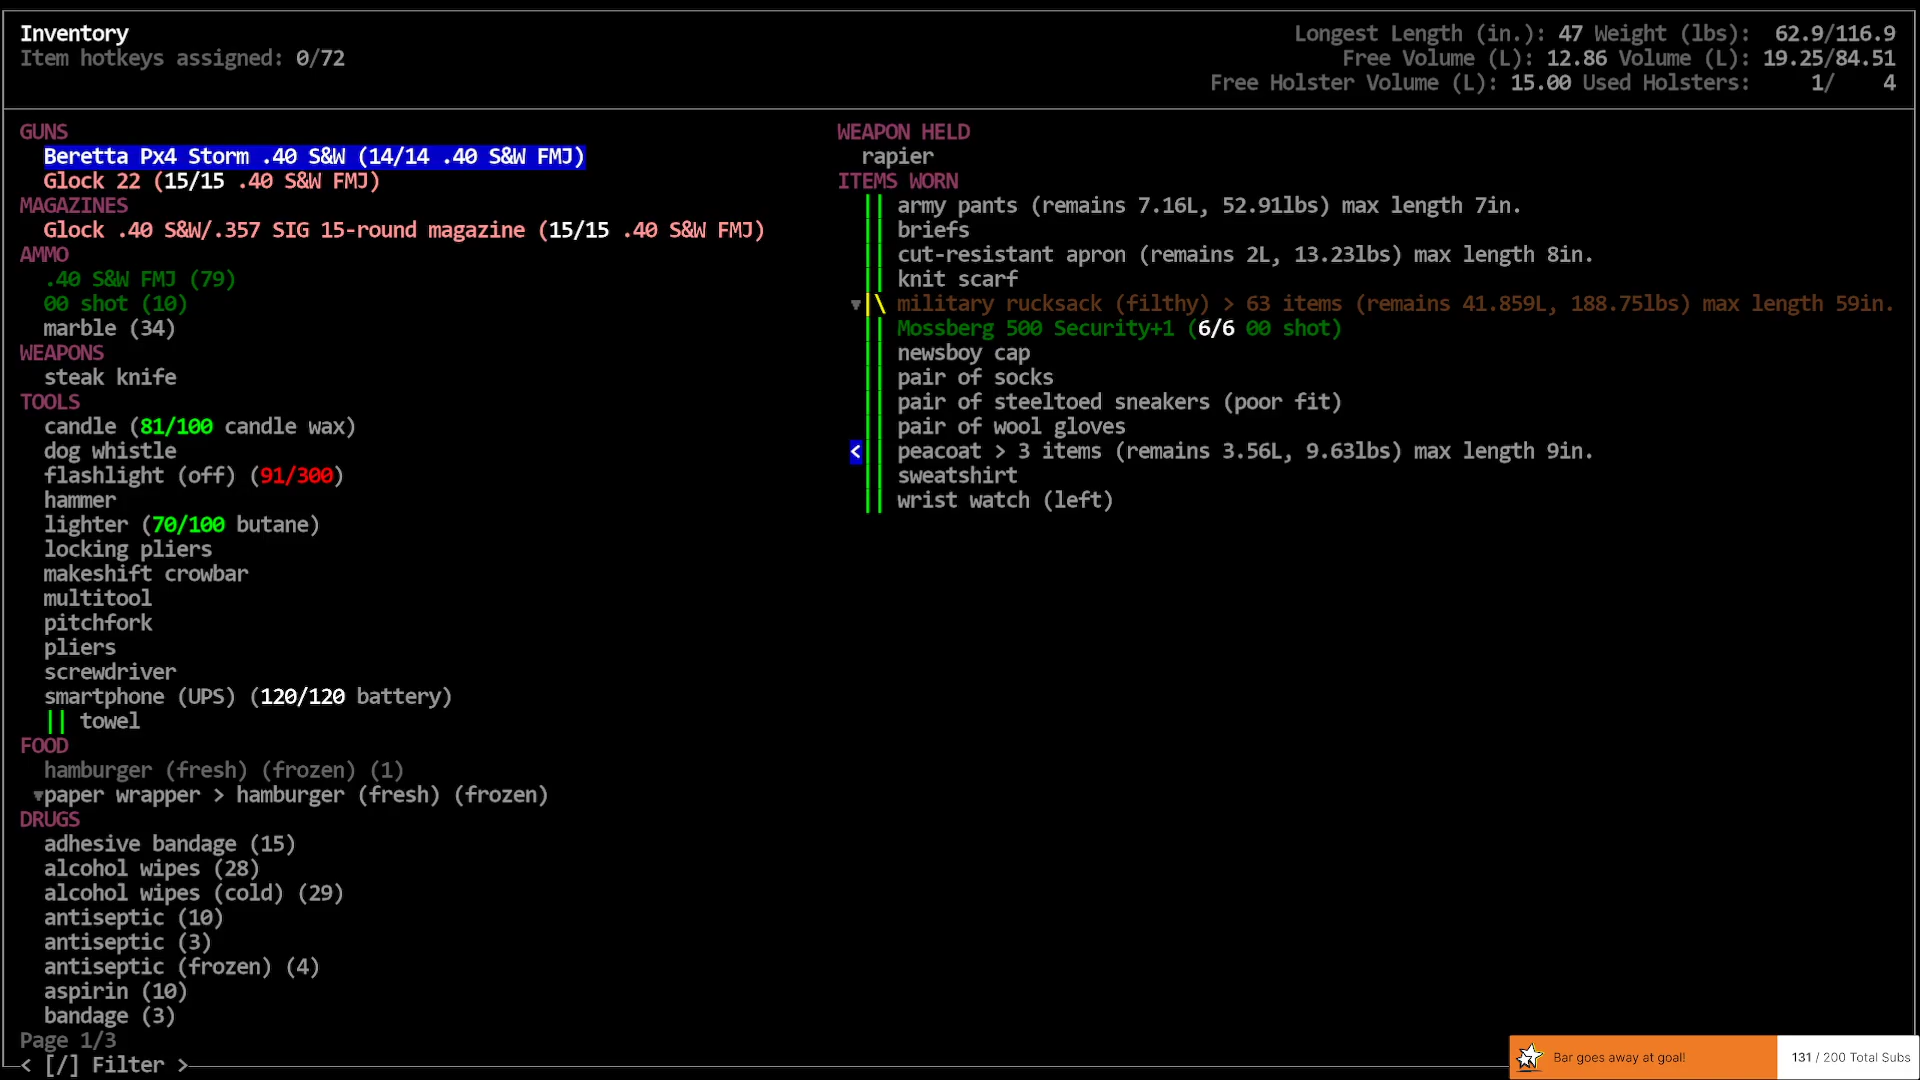 Inventory
Item hotkeys assigned: 0/72
Longest Length (in.): 47 Weight (lbs): 62.9/116.9
Free Volume (L): 12.86 Volume (L): 19.25/84.51
Free Holster Volume (L): 15.00 Used Holsters: 1/ 4
GUNS
Beretta Px4 Storm .40 S&W (14/14 .40 S&W FMJ)
Glock 22 (15/15 .40 S&W FMJ)
MAGAZINES
Glock .40 S&W/.357 SIG 15-round magazine (15/15 .40 S&W FMJ)
AMMO
.40 S&W FMJ (79)
00 shot (10)
marble (34)
WEAPONS
steak knife
TOOLS
candle (81/100 candle wax)
dog whistle
flashlight (off) (91/300)
hammer
lighter (70/100 butane)
locking pliers
makeshift crowbar
multitool
pitchfork
pliers
screwdriver
smartphone (UPS) (120/120 battery)
|| towel
FOOD
hamburger (fresh) (frozen) (1)
▼paper wrapper > hamburger (fresh) (frozen)
DRUGS
adhesive bandage (15)
alcohol wipes (28)
alcohol wipes (cold) (29)
antiseptic (10)
antiseptic (3)
antiseptic (frozen) (4)
aspirin (10)
bandage (3)
Page 1/3
< [/] Filter >
WEAPON HELD
rapier
ITEMS WORN
|| army pants (remains 7.16L, 52.91lbs) max length 7in.
|| briefs
|| cut-resistant apron (remains 2L, 13.23lbs) max length 8in.
|| knit scarf
▼|\ military rucksack (filthy) > 63 items (remains 41.859L, 188.75lbs) max length 59in.
|| Mossberg 500 Security+1 (6/6 00 shot)
|| newsboy cap
|| pair of socks
|| pair of steeltoed sneakers (poor fit)
|| pair of wool gloves
< || peacoat > 3 items (remains 3.56L, 9.63lbs) max length 9in.
|| sweatshirt
|| wrist watch (left)
Bar goes away at goal!
131 / 200 Total Subs